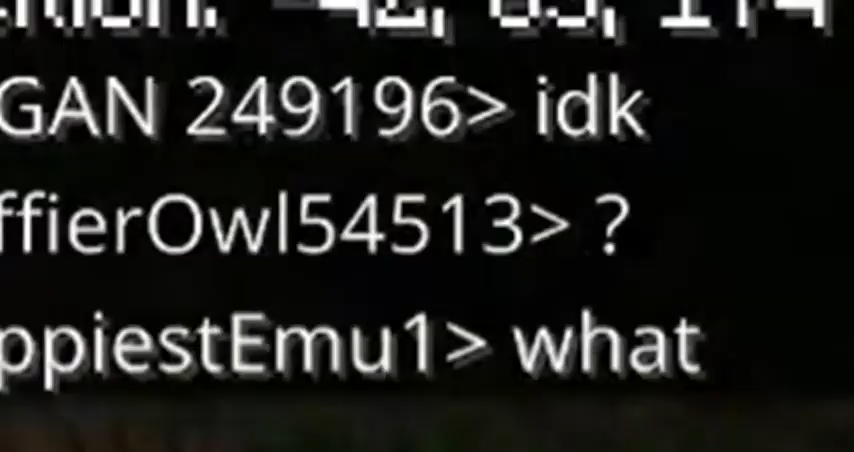 GAN 249196> idk
ffierOwl54513> ?
ppiestEmu1> what